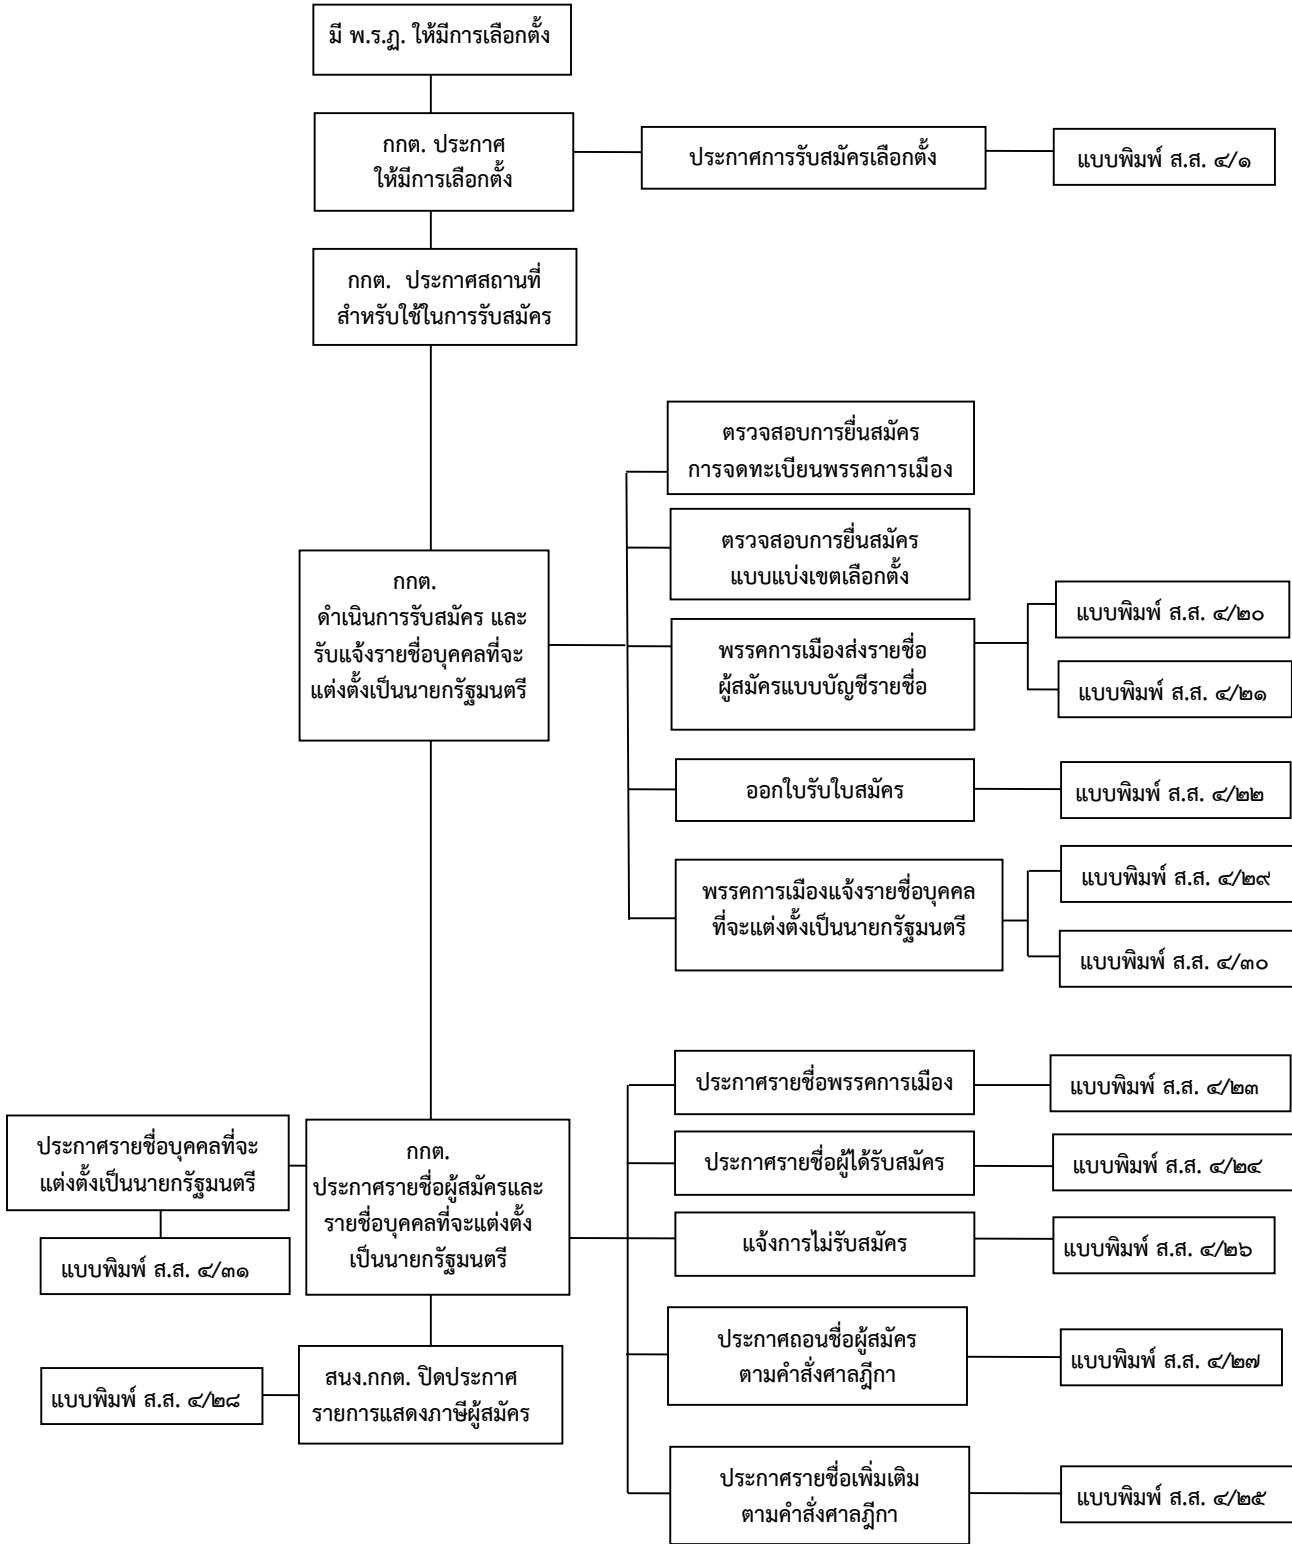 มี พ.ร.ฎ. ให้มีการเลือกตั้ง
กกต. ประกาศ
ให้มีการเลือกตั้ง
ประกาศการรับสมัครเลือกตั้ง
แบบพิมพ์ ส.ส. ๔/๑
กกต. ประกาศสถานที่
สำหรับใช้ในการรับสมัคร
กกต.
ดำเนินการรับสมัคร และ
รับแจ้งรายชื่อบุคคลที่จะ
แต่งตั้งเป็นนายกรัฐมนตรี
ตรวจสอบการยื่นสมัคร
การจดทะเบียนพรรคการเมือง
ตรวจสอบการยื่นสมัคร
แบบแบ่งเขตเลือกตั้ง
พรรคการเมืองส่งรายชื่อ
ผู้สมัครแบบบัญชีรายชื่อ
แบบพิมพ์ ส.ส. ๔/๒๐
แบบพิมพ์ ส.ส. ๔/๒๑
ออกใบรับใบสมัคร
แบบพิมพ์ ส.ส. ๔/๒๒
พรรคการเมืองแจ้งรายชื่อบุคคล
ที่จะแต่งตั้งเป็นนายกรัฐมนตรี
แบบพิมพ์ ส.ส. ๔/๒๙
แบบพิมพ์ ส.ส. ๔/๓๐
ประกาศรายชื่อบุคคลที่จะ
แต่งตั้งเป็นนายกรัฐมนตรี
แบบพิมพ์ ส.ส. ๔/๓๑
กกต.
ประกาศรายชื่อผู้สมัครและ
รายชื่อบุคคลที่จะแต่งตั้ง
เป็นนายกรัฐมนตรี
ประกาศรายชื่อพรรคการเมือง
แบบพิมพ์ ส.ส. ๔/๒๓
ประกาศรายชื่อผู้ได้รับสมัคร
แบบพิมพ์ ส.ส. ๔/๒๔
แจ้งการไม่รับสมัคร
แบบพิมพ์ ส.ส. ๔/๒๖
ประกาศถอนชื่อผู้สมัคร
ตามคำสั่งศาลฎีกา
แบบพิมพ์ ส.ส. ๔/๒๗
แบบพิมพ์ ส.ส. ๔/๒๘
สนง.กกต. ปิดประกาศ
รายการแสดงภาษีผู้สมัคร
ประกาศรายชื่อเพิ่มเติม
ตามคำสั่งศาลฎีกา
แบบพิมพ์ ส.ส. ๔/๒๕